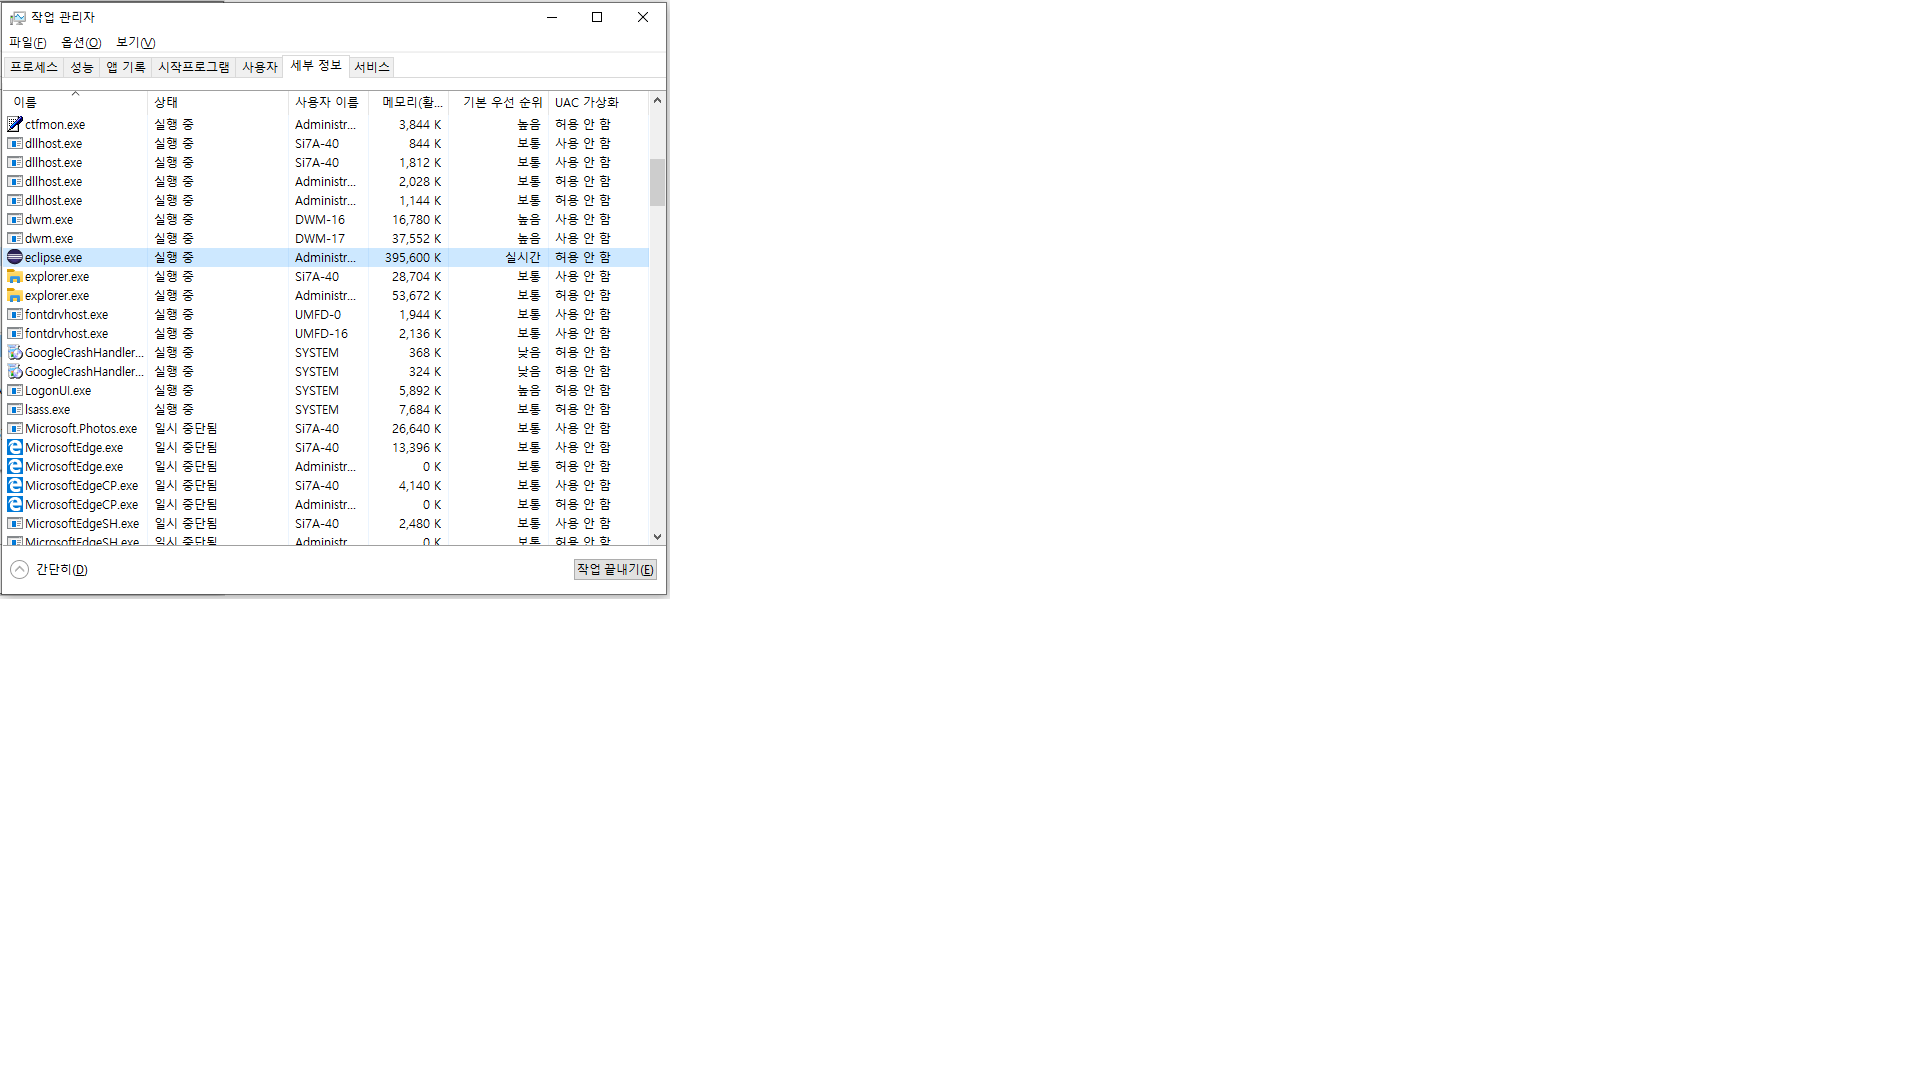 작업 관리자
파일(F) 옵션(O) 보기(V)
프로세스 성능 앱 기록 시작프로그램 사용자 세부 정보 서비스
이름 상태 사용자 이름 메모리(활... 기본 우선 순위 UAC 가상화
ctfmon.exe 실행 중 Administr... 3,844 K 높음 허용 안 함
dllhost.exe 실행 중 Si7A-40 844 K 보통 사용 안 함
dllhost.exe 실행 중 Si7A-40 1,812 K 보통 사용 안 함
dllhost.exe 실행 중 Administr... 2,028 K 보통 허용 안 함
dllhost.exe 실행 중 Administr... 1,144 K 보통 허용 안 함
dwm.exe 실행 중 DWM-16 16,780 K 높음 사용 안 함
dwm.exe 실행 중 DWM-17 37,552 K 높음 사용 안 함
eclipse.exe 실행 중 Administr... 395,600 K 실시간 허용 안 함
explorer.exe 실행 중 Si7A-40 28,704 K 보통 사용 안 함
explorer.exe 실행 중 Administr... 53,672 K 보통 허용 안 함
fontdrvhost.exe 실행 중 UMFD-0 1,944 K 보통 사용 안 함
fontdrvhost.exe 실행 중 UMFD-16 2,136 K 보통 사용 안 함
GoogleCrashHandler... 실행 중 SYSTEM 368 K 낮음 허용 안 함
GoogleCrashHandler... 실행 중 SYSTEM 324 K 낮음 허용 안 함
LogonUI.exe 실행 중 SYSTEM 5,892 K 높음 허용 안 함
lsass.exe 실행 중 SYSTEM 7,684 K 보통 허용 안 함
Microsoft.Photos.exe 일시 중단됨 Si7A-40 26,640 K 보통 사용 안 함
MicrosoftEdge.exe 일시 중단됨 Si7A-40 13,396 K 보통 사용 안 함
MicrosoftEdge.exe 일시 중단됨 Administr... 0 K 보통 허용 안 함
MicrosoftEdgeCP.exe 일시 중단됨 Si7A-40 4,140 K 보통 사용 안 함
MicrosoftEdgeCP.exe 일시 중단됨 Administr... 0 K 보통 허용 안 함
MicrosoftEdgeSH.exe 일시 중단됨 Si7A-40 2,480 K 보통 사용 안 함
MicrosoftEdgeSH.exe 일시 중단됨 Administr 0 K 보통 허용 안 함
간단히(D) 작업 끝내기(E)